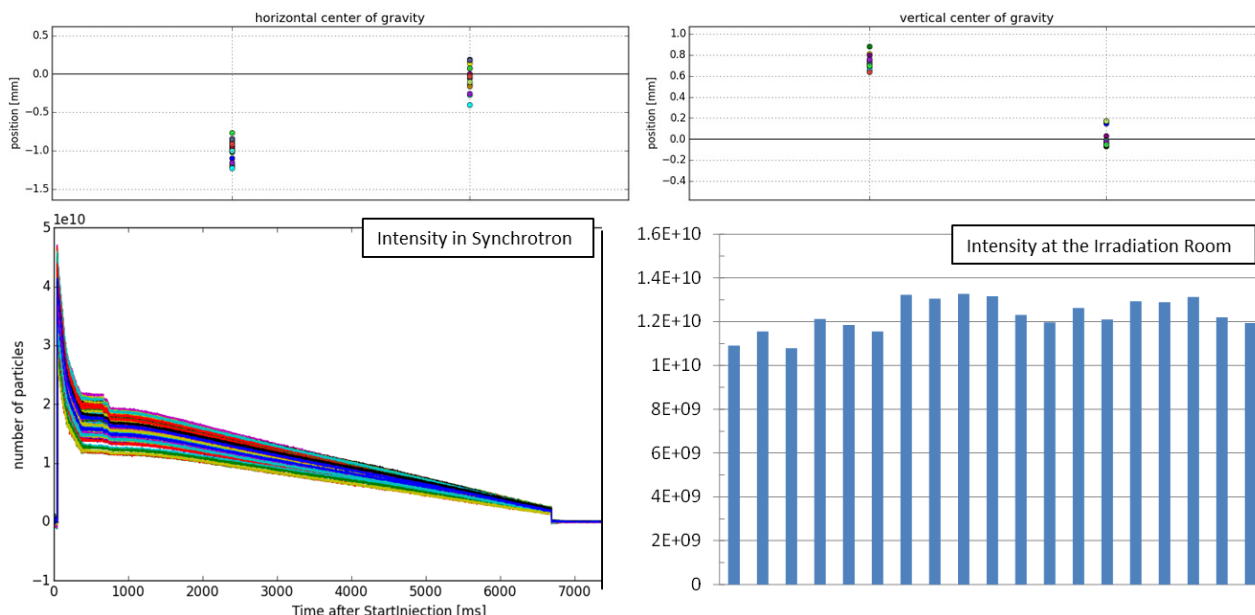 horizontal center of gravity
0.5
0.0
−0.5
−1.0
−1.5
position [mm]
vertical center of gravity
1.0
0.8
0.6
0.4
0.2
0.0
−0.2
−0.4
position [mm]
1e10
Intensity in Synchrotron
5
4
3
2
1
0
−1
number of particles
0 1000 2000 3000 4000 5000 6000 7000
Time after StartInjection [ms]
Intensity at the Irradiation Room
1.6E+10
1.4E+10
1.2E+10
1E+10
8E+09
6E+09
4E+09
2E+09
0